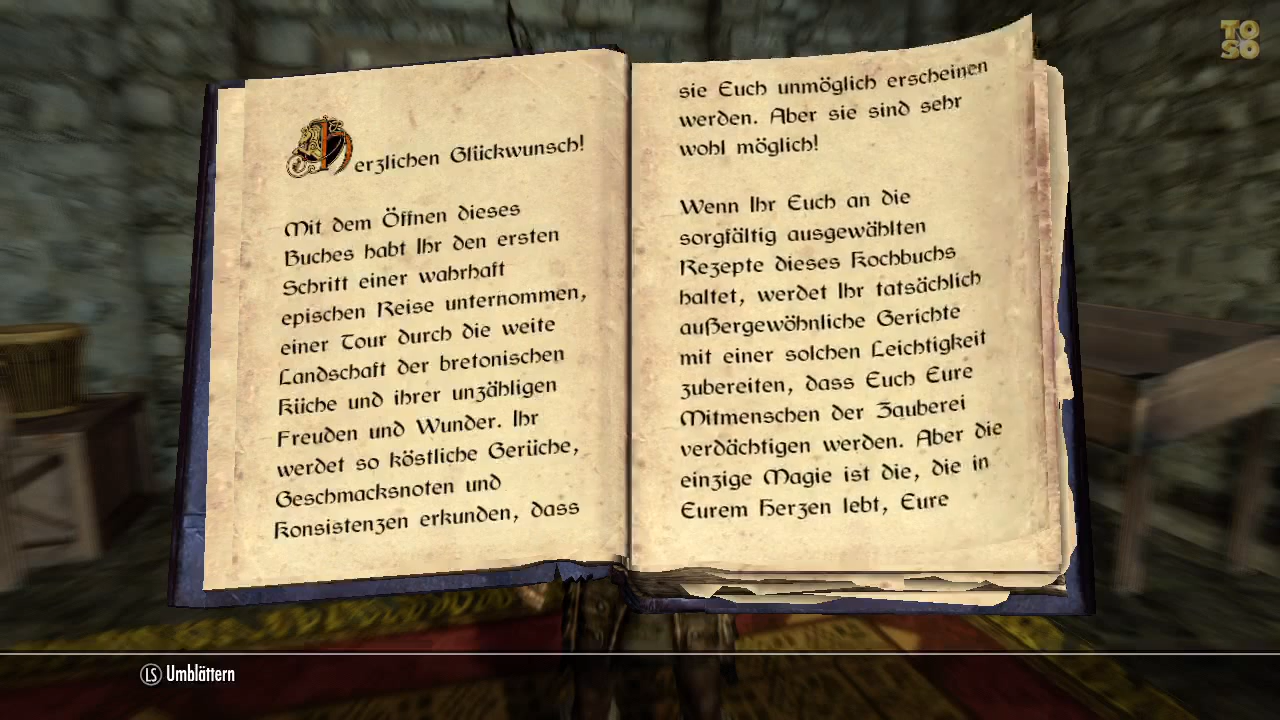 Herzlichen Glückwunsch!
Mit dem Öffnen dieses
Buches habt Ihr den ersten
Schritt einer wahrhaft
epischen Reise unternommen,
einer Tour durch die weite
Landschaft der bretonischen
Küche und ihrer unzähligen
Freuden und Wunder. Ihr
werdet so köstliche Gerüche,
Geschmacksnoten und
Konsistenzen erkunden, dass
sie Euch unmöglich erscheinen
werden. Aber sie sind sehr
wohl möglich!
Wenn Ihr Euch an die
sorgfältig ausgewählten
Rezepte dieses Kochbuchs
haltet, werdet Ihr tatsächlich
außergewöhnliche Gerichte
mit einer solchen Leichtigkeit
zubereiten, dass Euch Eure
Mitmenschen der Zauberei
verdächtigen werden. Aber die
einzige Magie ist die, die in
Eurem Herzen lebt, Eure
TO
SO
LS Umblättern